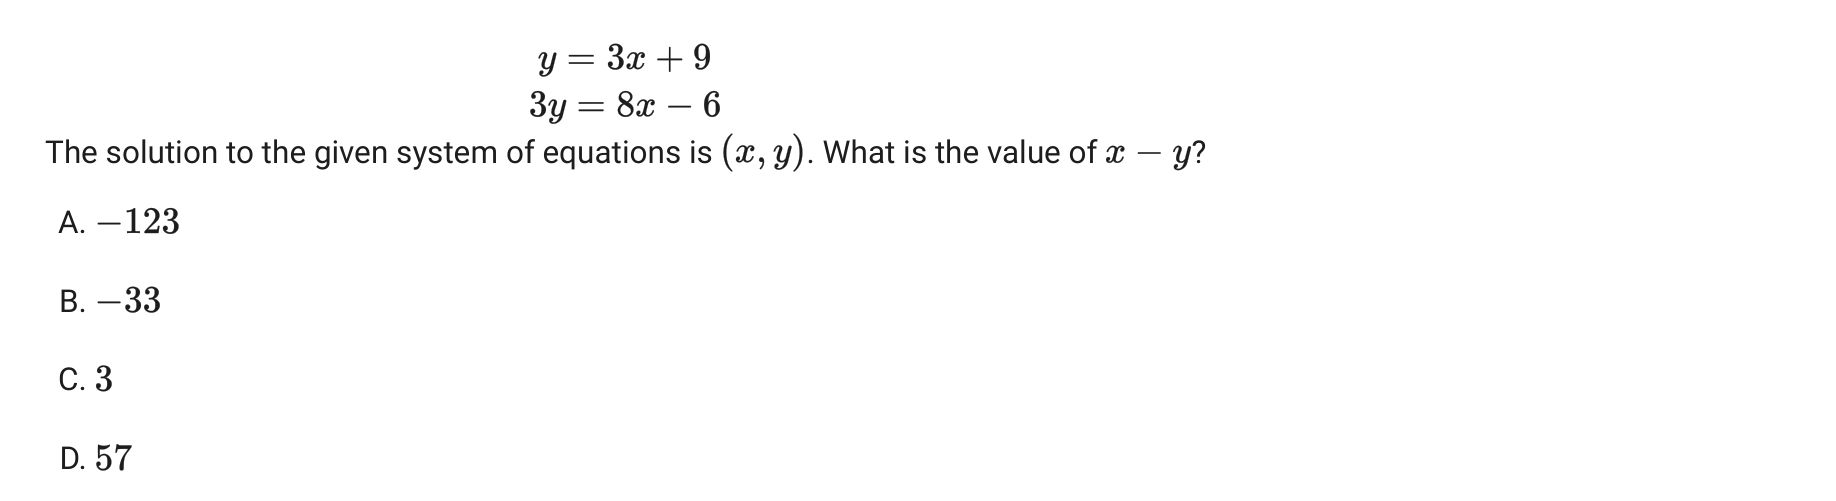 y = 3x + 9
3y = 8x − 6
The solution to the given system of equations is (x, y). What is the value of x − y?
A. −123
B. −33
C. 3
D. 57